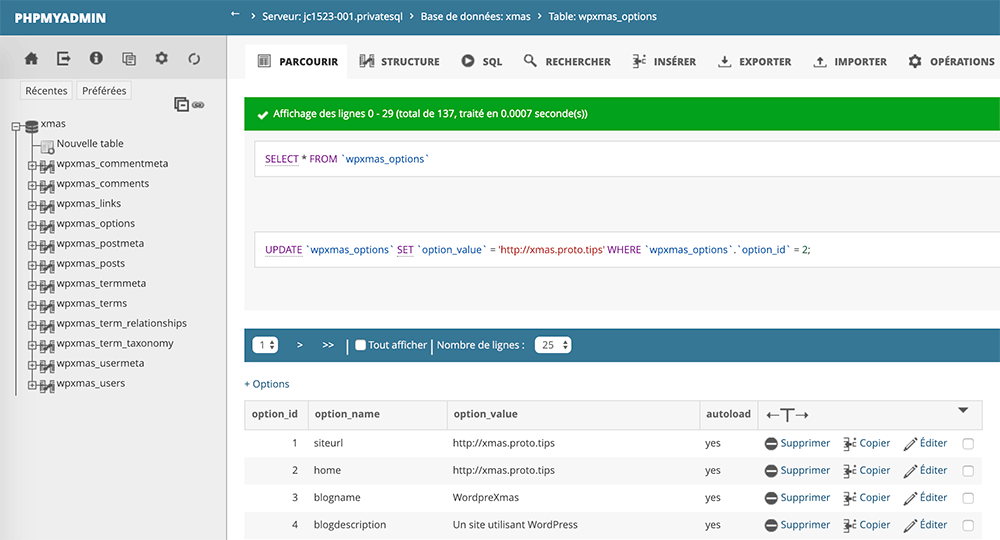 PHPMYADMIN
← › Serveur: jc1523-001.privatesql › Base de données: xmas › Table: wpxmas_options
PARCOURIR STRUCTURE SQL RECHERCHER INSÉRER EXPORTER IMPORTER OPÉRATIONS
Récentes Préférées
xmas
Nouvelle table
wpxmas_commentmeta
wpxmas_comments
wpxmas_links
wpxmas_options
wpxmas_postmeta
wpxmas_posts
wpxmas_termmeta
wpxmas_terms
wpxmas_term_relationships
wpxmas_term_taxonomy
wpxmas_usermeta
wpxmas_users
Affichage des lignes 0 - 29 (total de 137, traité en 0.0007 seconde(s))
SELECT * FROM `wpxmas_options`
UPDATE `wpxmas_options` SET `option_value` = 'http://xmas.proto.tips' WHERE `wpxmas_options`.`option_id` = 2;
1 > >> | Tout afficher | Nombre de lignes : 25
+ Options
option_id option_name option_value autoload ←T→
1 siteurl http://xmas.proto.tips yes Supprimer Copier Éditer
2 home http://xmas.proto.tips yes Supprimer Copier Éditer
3 blogname WordpreXmas yes Supprimer Copier Éditer
4 blogdescription Un site utilisant WordPress yes Supprimer Copier Éditer